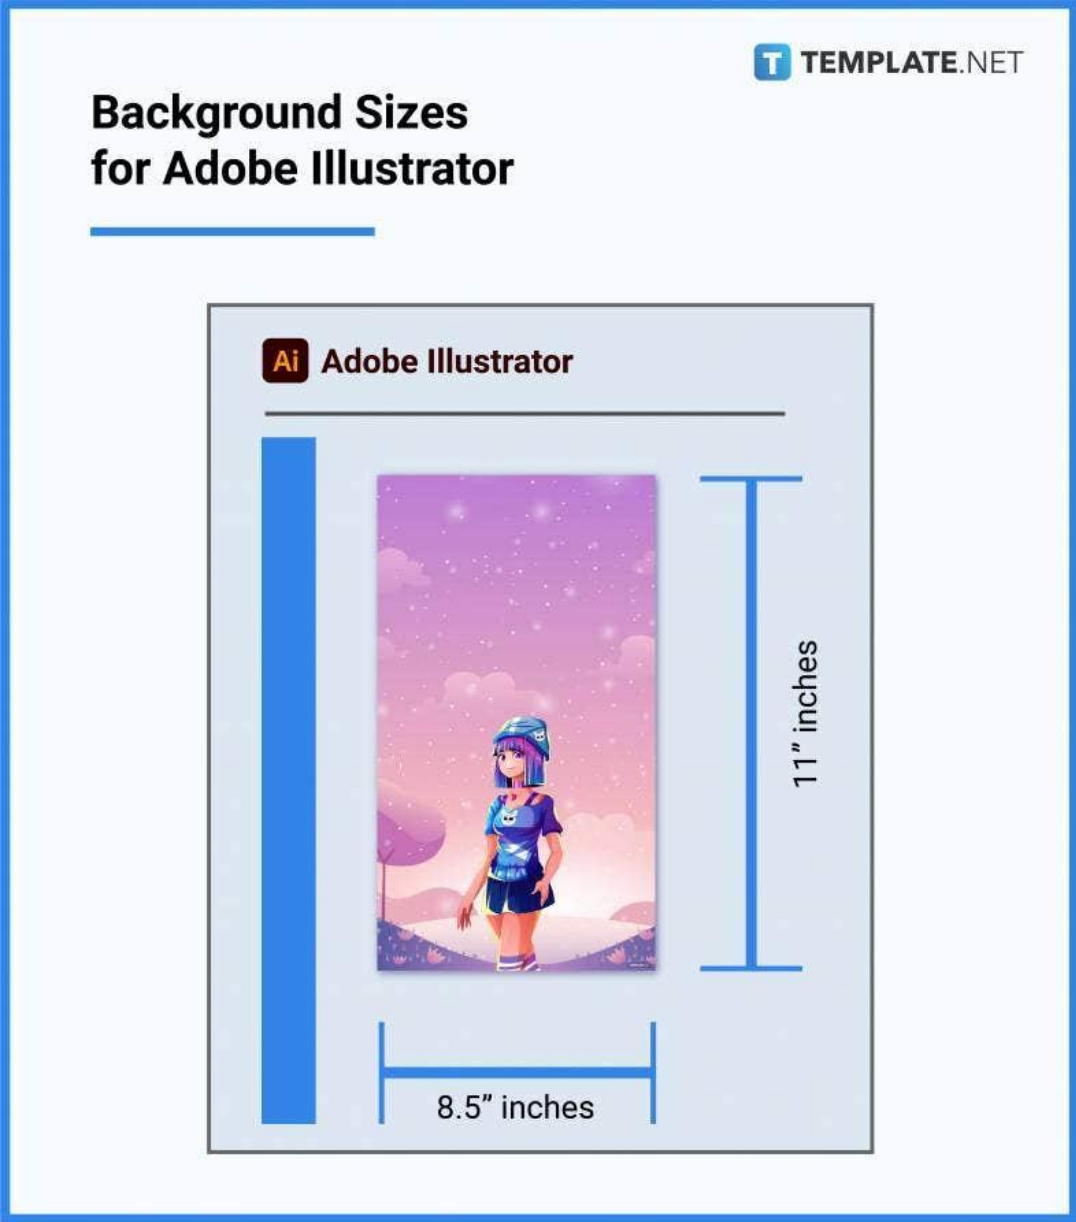 T TEMPLATE.NET
Background Sizes
for Adobe Illustrator
Ai Adobe Illustrator
11” inches
8.5” inches